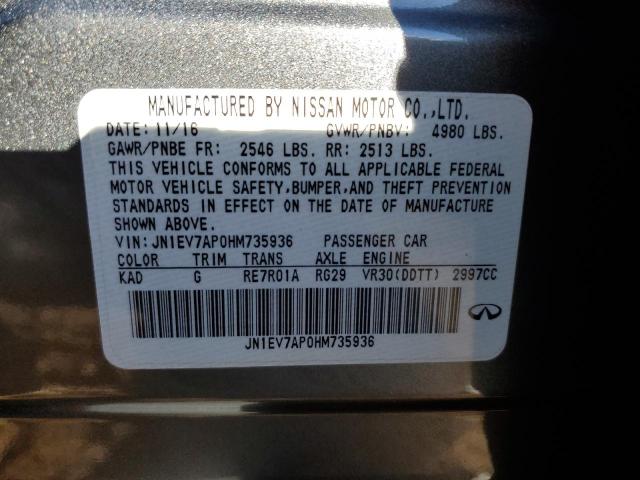 MANUFACTURED BY NISSAN MOTOR CO.,LTD.
DATE: 11/16 GVWR/PNBV: 4980 LBS.
GAWR/PNBE FR: 2546 LBS. RR: 2513 LBS.
THIS VEHICLE CONFORMS TO ALL APPLICABLE FEDERAL
MOTOR VEHICLE SAFETY,BUMPER,AND THEFT PREVENTION
STANDARDS IN EFFECT ON THE DATE OF MANUFACTURE
SHOWN ABOVE.
VIN: JN1EV7AP0HM735936 PASSENGER CAR
COLOR TRIM TRANS AXLE ENGINE
KAD G RE7R01A RG29 VR30(DDTT) 2997CC
JN1EV7AP0HM735936